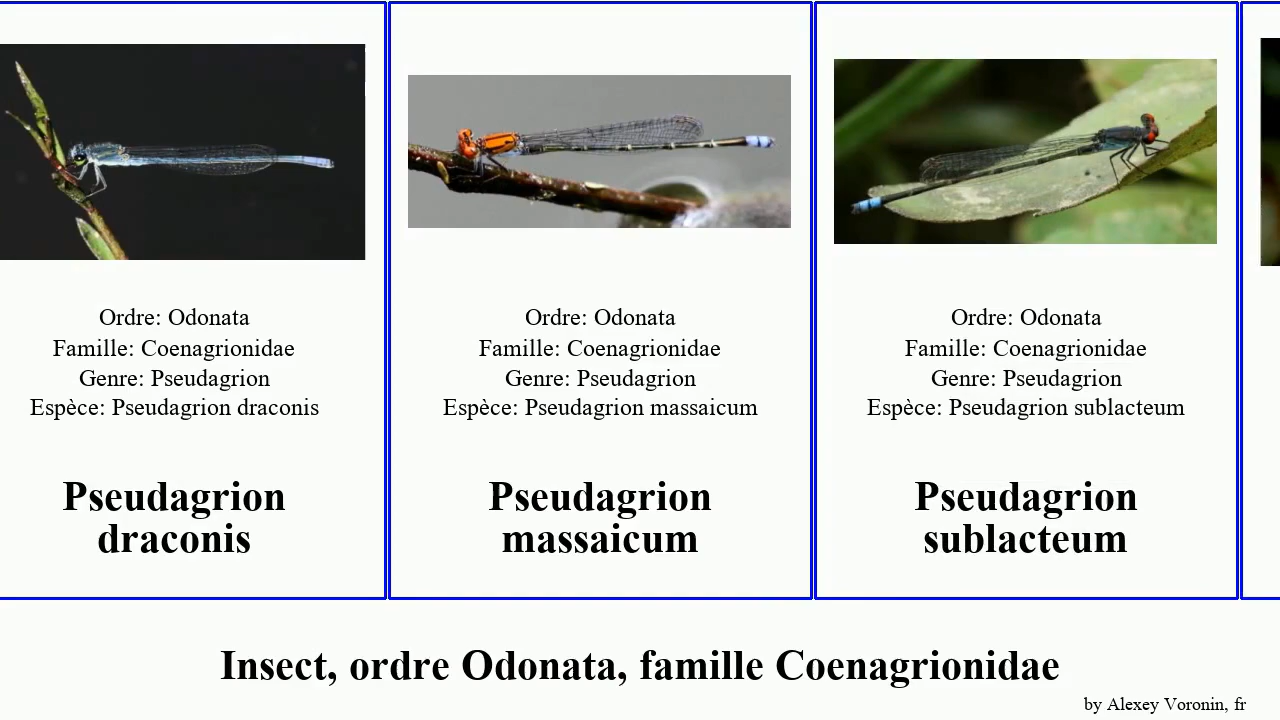 Ordre: Odonata
Famille: Coenagrionidae
Genre: Pseudagrion
Espèce: Pseudagrion draconis
Pseudagrion
draconis
Ordre: Odonata
Famille: Coenagrionidae
Genre: Pseudagrion
Espèce: Pseudagrion massaicum
Pseudagrion
massaicum
Ordre: Odonata
Famille: Coenagrionidae
Genre: Pseudagrion
Espèce: Pseudagrion sublacteum
Pseudagrion
sublacteum
Insect, ordre Odonata, famille Coenagrionidae
by Alexey Voronin, fr